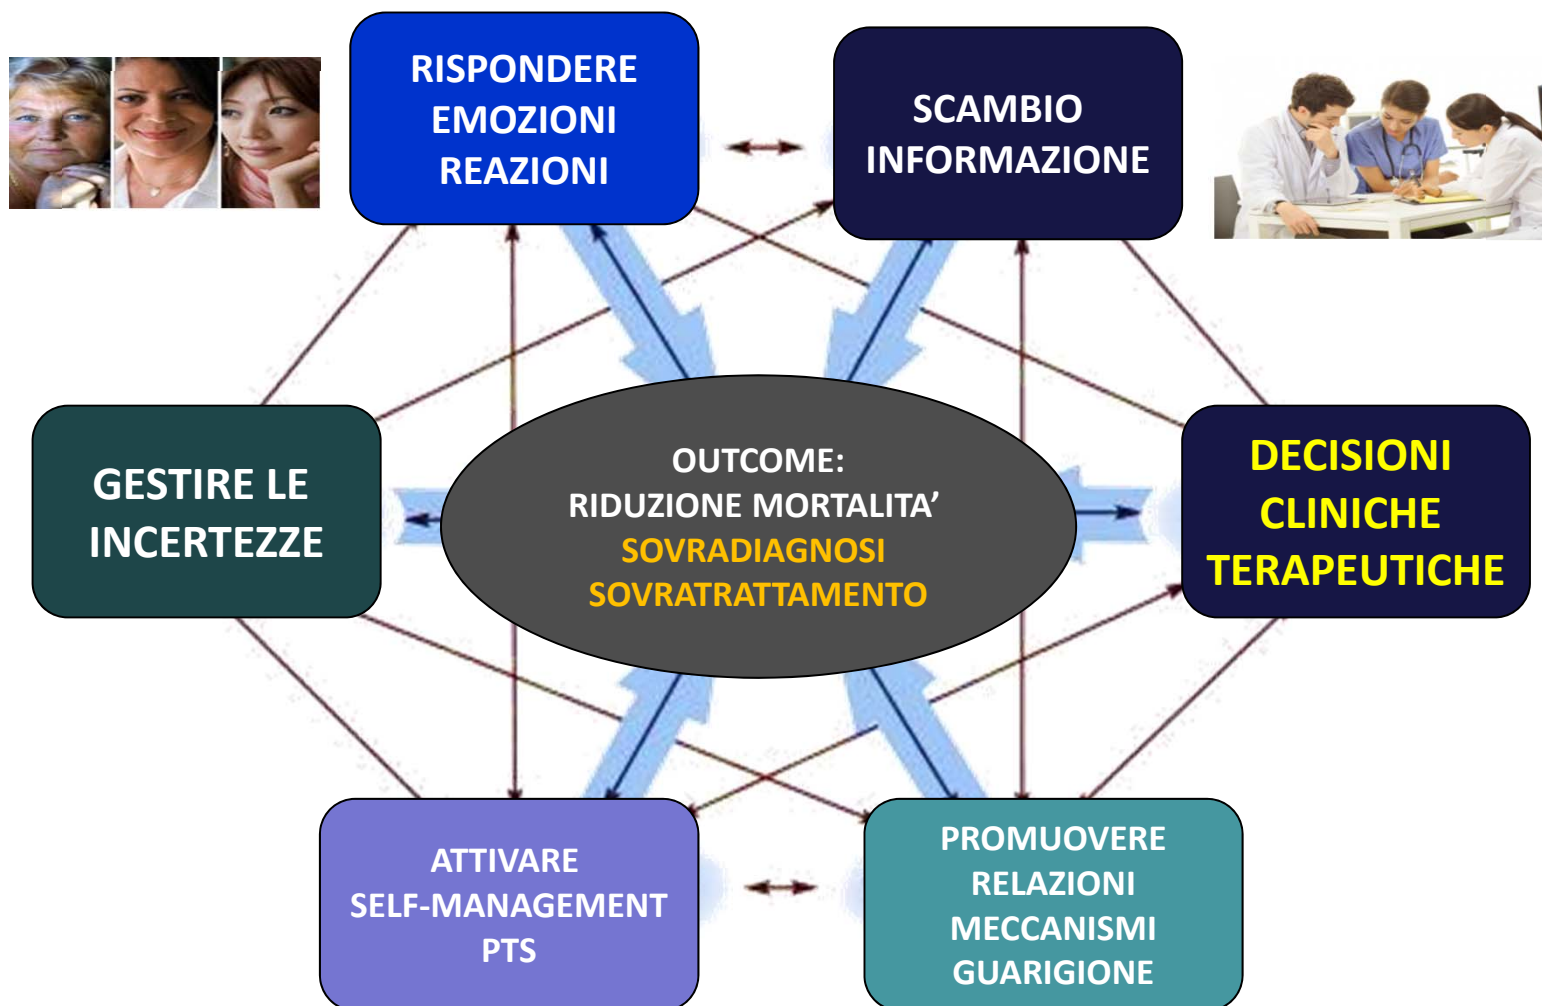 RISPONDERE
EMOZIONI
REAZIONI
SCAMBIO
INFORMAZIONE
GESTIRE LE
INCERTEZZE
OUTCOME:
RIDUZIONE MORTALITA’
SOVRADIAGNOSI
SOVRATRATTAMENTO
DECISIONI
CLINICHE
TERAPEUTICHE
ATTIVARE
SELF-MANAGEMENT
PTS
PROMUOVERE
RELAZIONI
MECCANISMI
GUARIGIONE